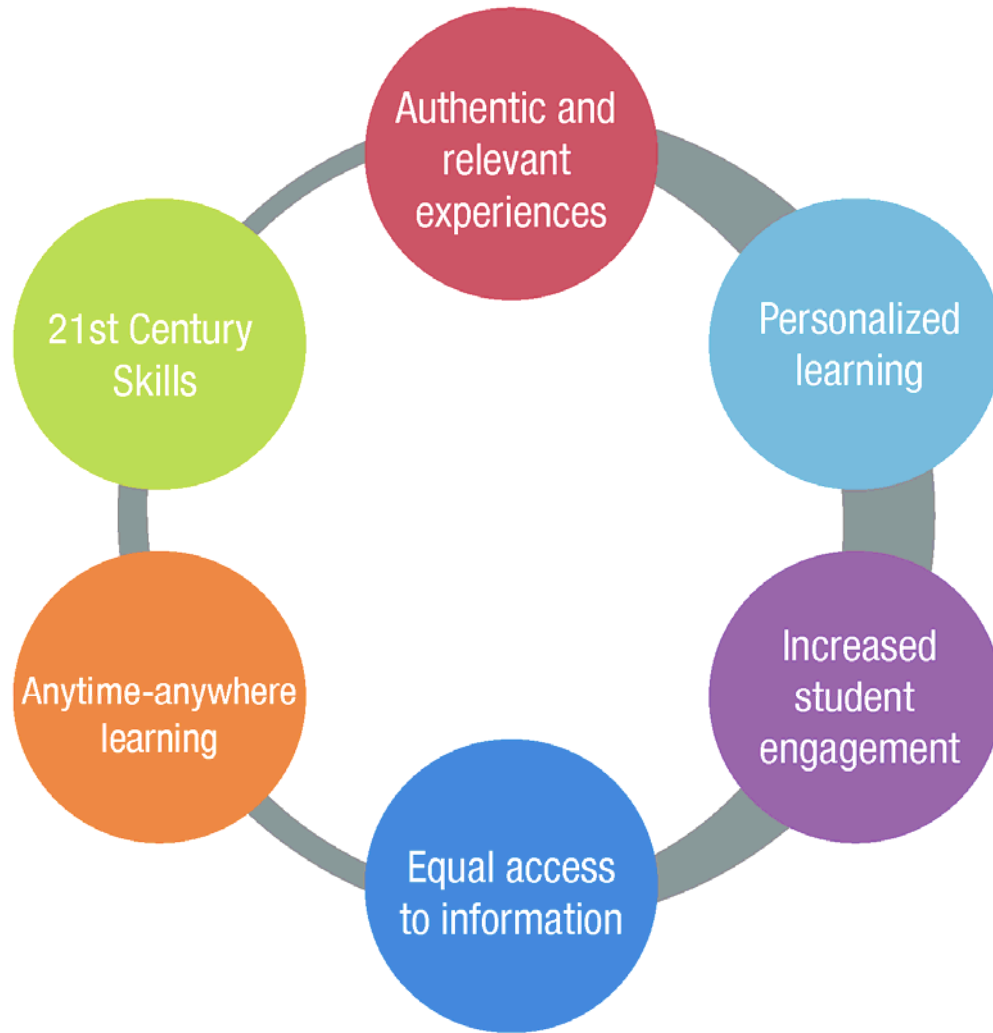 Authentic and
relevant
experiences
Personalized
learning
Increased
student
engagement
Equal access
to information
Anytime-anywhere
learning
21st Century
Skills